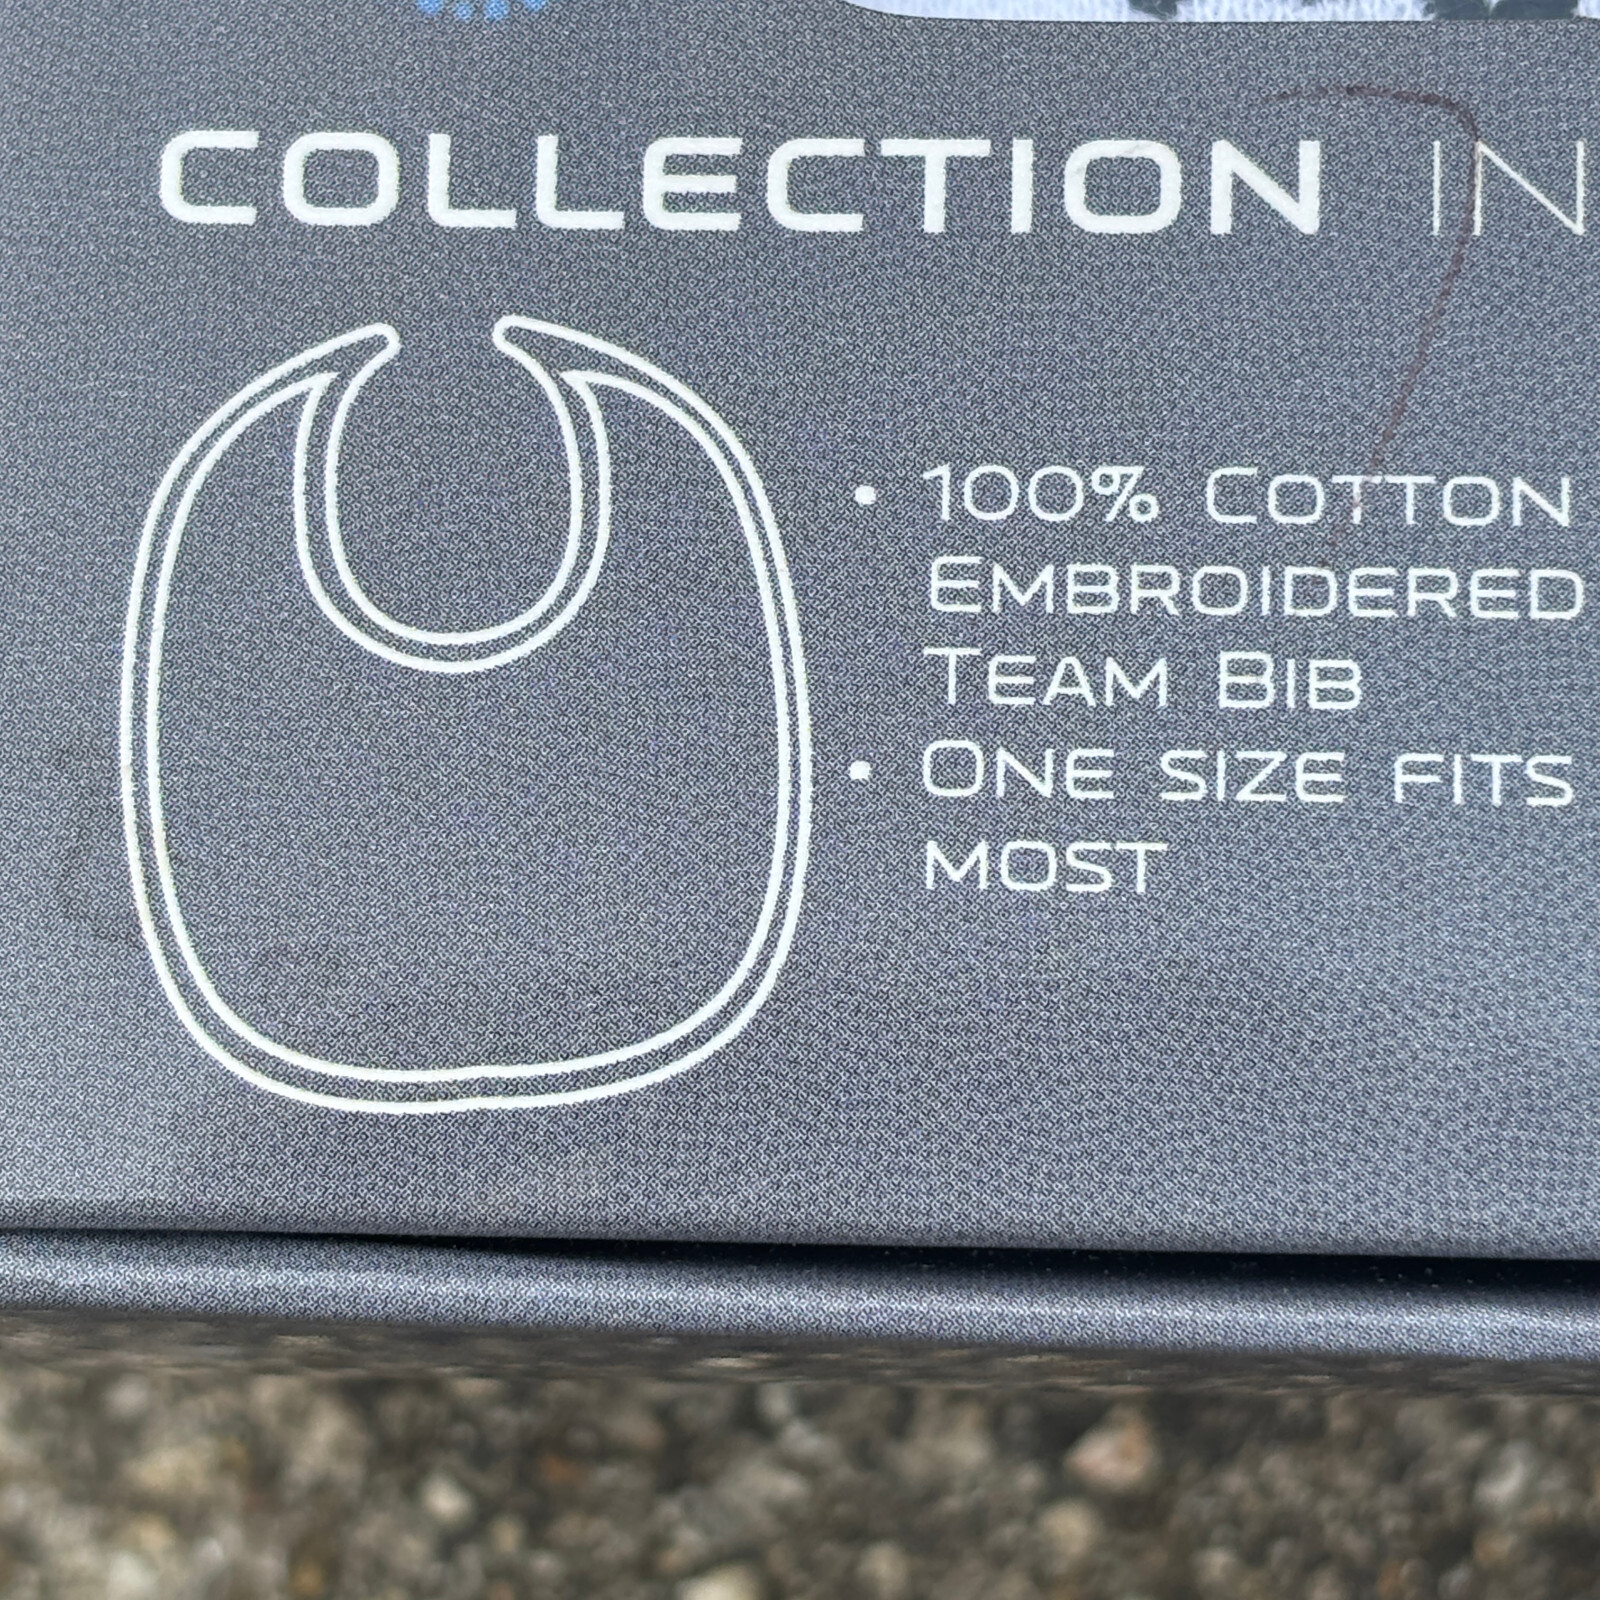 COLLECTION IN
• 100% COTTON
EMBROIDERED
TEAM BIB
• ONE SIZE FITS
MOST